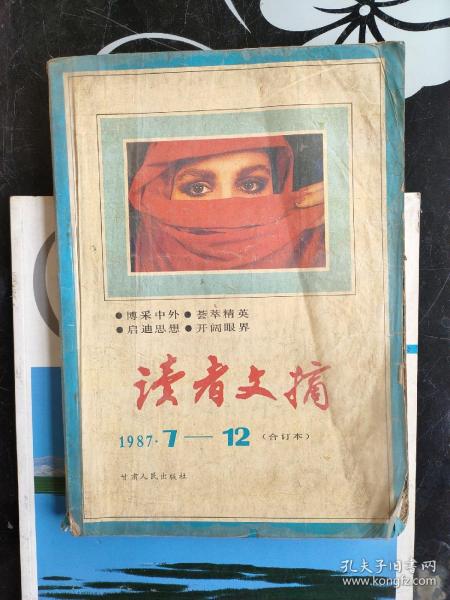 ●博采中外●荟萃精英
●启迪思想●开阔眼界
读者文摘
1987·7—12（合订本）
甘肃人民出版社
孔夫子旧书网
www.kongfz.com